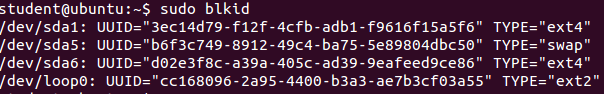 student@ubuntu:~$ sudo blkid
/dev/sda1: UUID="3ec14d79-f12f-4cfb-adb1-f9616f15a5f6" TYPE="ext4"
/dev/sda5: UUID="b6f3c749-8912-49c4-ba75-5e89804dbc50" TYPE="swap"
/dev/sda6: UUID="d02e3f8c-a39a-405c-ad39-9eafeed9ce86" TYPE="ext4"
/dev/loop0: UUID="cc168096-2a95-4400-b3a3-ae7b3cf03a55" TYPE="ext2"